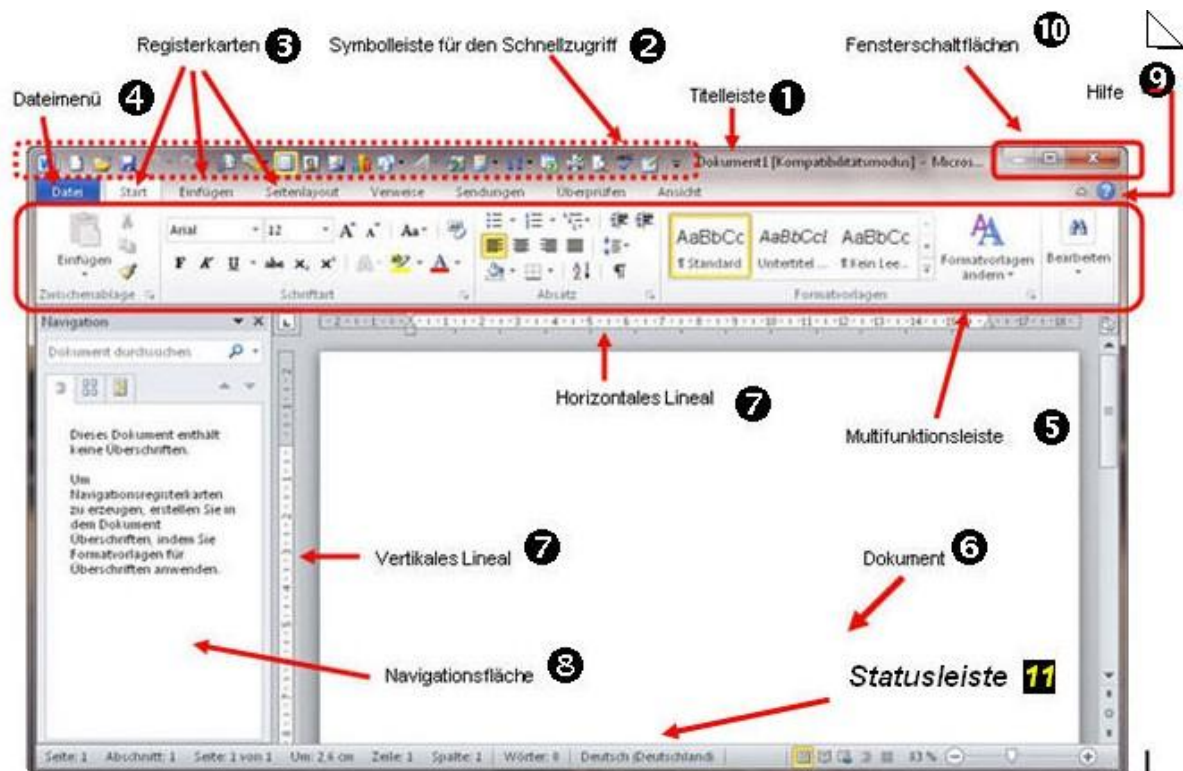 Registerkarten 3 Symbolleiste für den Schnellzugriff 2 Fensterschaltflächen 10
Dateimenü 4 Titelleiste 1 Hilfe 9
Dokument1 [Kompatibilitätsmodus] - Micros...
Datei Start Einfügen Seitenlayout Verweise Sendungen Überprüfen Ansicht
Arial 12
Einfügen
F K U abc x, x'
AaBbCc AaBbCcI AaBbCc
¶ Standard Untertitel ... ¶ Kein Lee...
Formatvorlagen ändern
Bearbeiten
Zwischenablage Schriftart Absatz Formatvorlagen
Navigation
Dokument durchsuchen
Horizontales Lineal 7
Multifunktionsleiste 5
Dieses Dokument enthält
keine Überschriften.
Um
Navigationsregisterkarten
zu erzeugen, erstellen Sie in
dem Dokument
Überschriften, indem Sie
Formatvorlagen für
Überschriften anwenden.
Vertikales Lineal 7
Dokument 6
Navigationsfläche 8
Statusleiste 11
Seite: 1 Abschnitt: 1 Seite: 1 von 1 Um: 2,6 cm Zeile: 1 Spalte: 1 Wörter: 0 Deutsch (Deutschland) 83 %